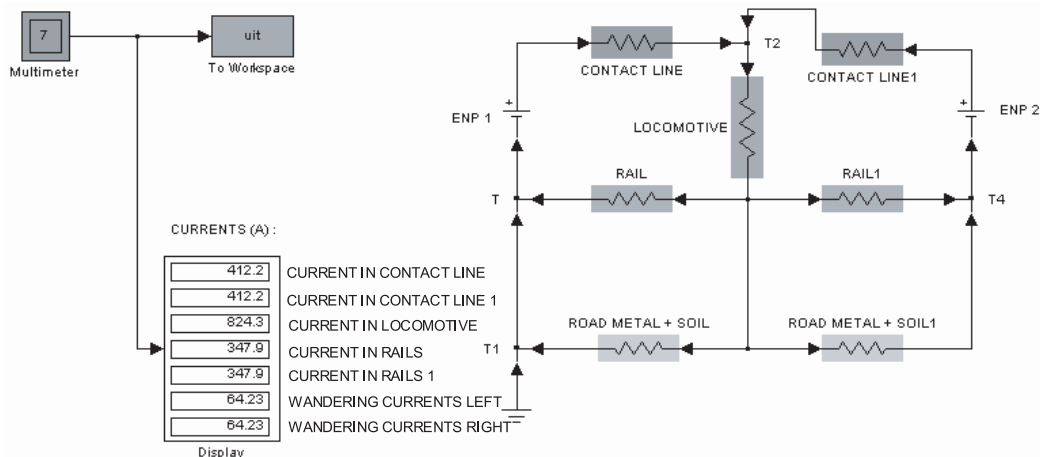 7
Multimeter
uit
To Workspace
CONTACT LINE
T2
CONTACT LINE1
+
ENP 1
LOCOMOTIVE
+
ENP 2
RAIL
RAIL1
T
T4
CURRENTS (A) :
412.2 CURRENT IN CONTACT LINE
412.2 CURRENT IN CONTACT LINE 1
824.3 CURRENT IN LOCOMOTIVE
347.9 CURRENT IN RAILS
347.9 CURRENT IN RAILS 1
64.23 WANDERING CURRENTS LEFT
64.23 WANDERING CURRENTS RIGHT
Display
ROAD METAL + SOIL
ROAD METAL + SOIL1
T1